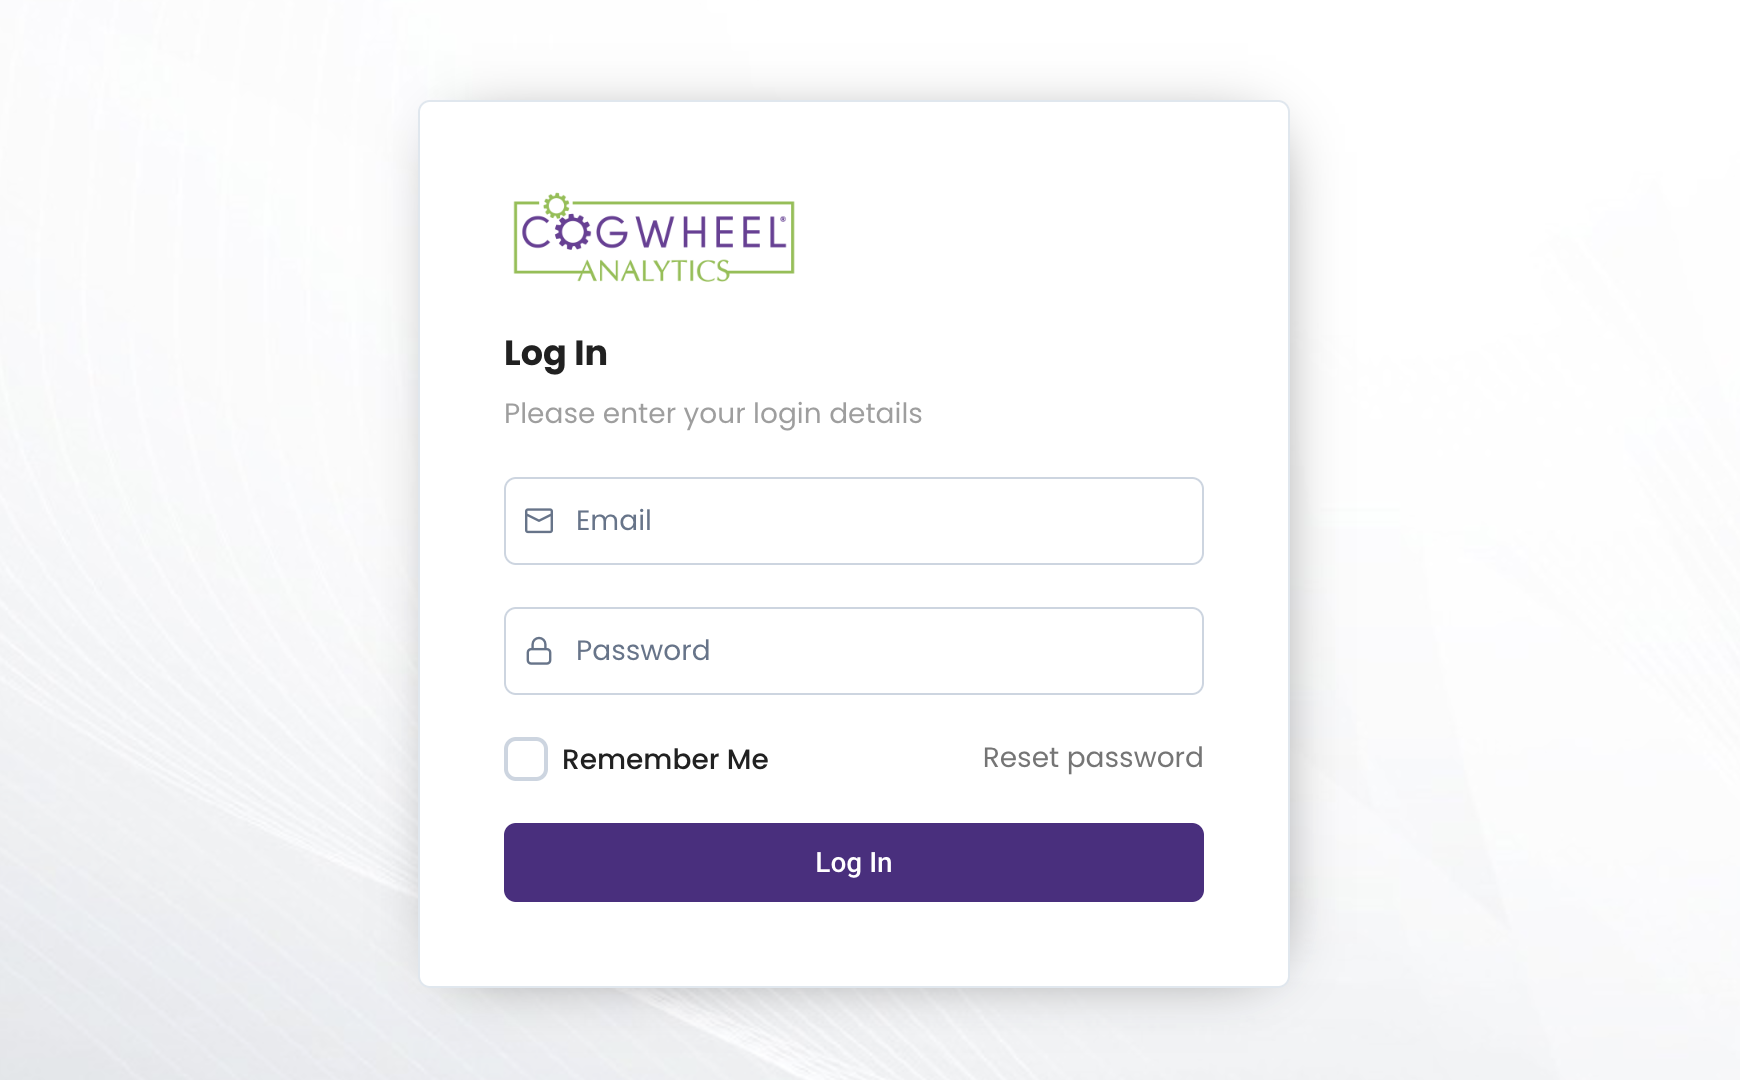 COGWHEEL®
ANALYTICS
Log In
Please enter your login details
Email
Password
Remember Me
Reset password
Log In